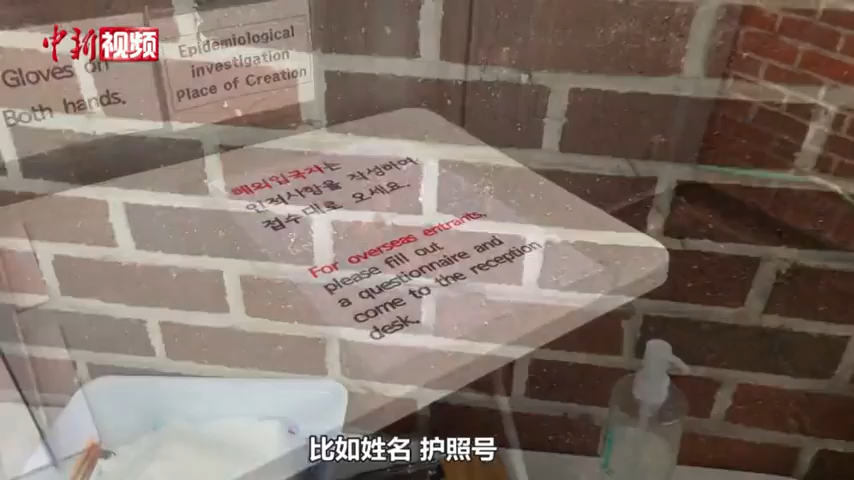 中新视频
Gloves on
Both hands.
Epidemiological
investigation
Place of Creation
해외입국자는
인적사항을 작성하여
접수대로 오세요.
For overseas entrants,
please fill out
a questionnaire and
come to the reception
desk.
比如姓名 护照号